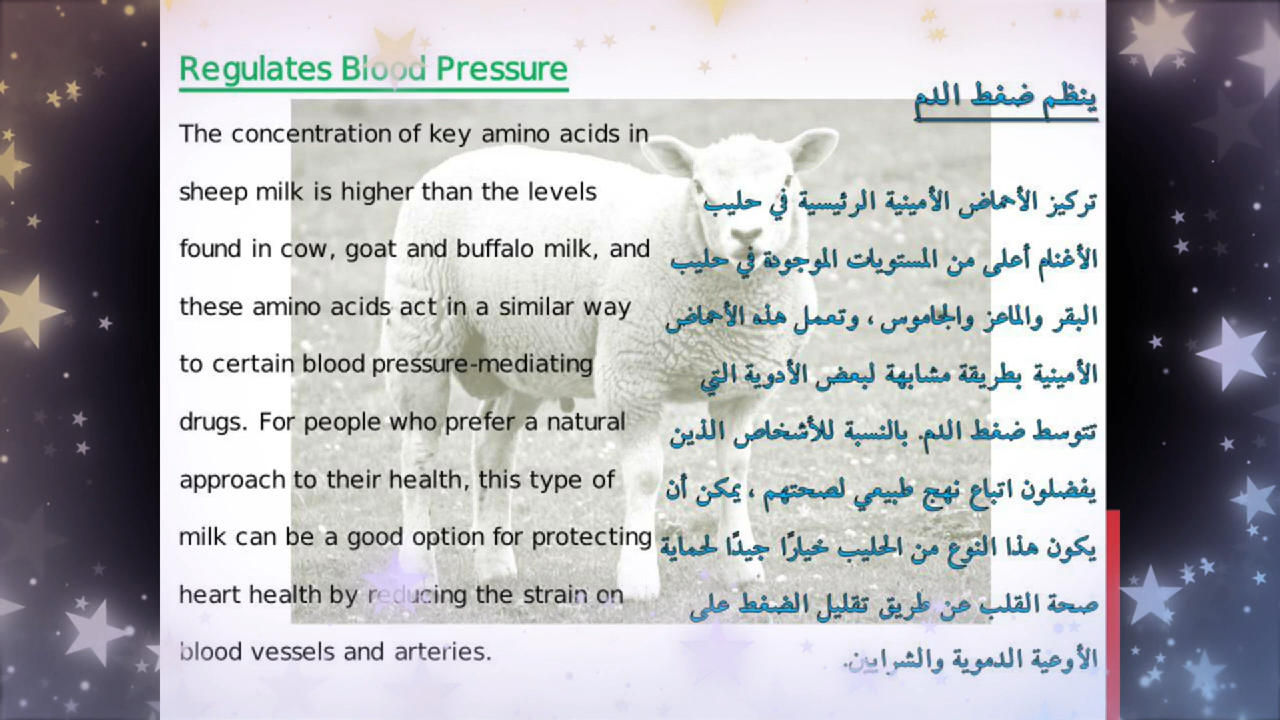 Regulates Blood Pressure
The concentration of key amino acids in
sheep milk is higher than the levels
found in cow, goat and buffalo milk, and
these amino acids act in a similar way
to certain blood pressure-mediating
drugs. For people who prefer a natural
approach to their health, this type of
milk can be a good option for protecting
heart health by reducing the strain on
blood vessels and arteries.
ينظم ضغط الدم
تركيز الأحماض الأمينية الرئيسية في حليب
الأغنام أعلى من المستويات الموجودة في حليب
البقر والماعز والجاموس ، وتعمل هذه الأحماض
الأمينية بطريقة مشابهة لبعض الأدوية التي
تتوسط ضغط الدم. بالنسبة للأشخاص الذين
يفضلون اتباع نهج طبيعي لصحتهم ، يمكن أن
يكون هذا النوع من الحليب خيارًا جيدًا لحماية
صحة القلب عن طريق تقليل الضغط على
الأوعية الدموية والشرايين.